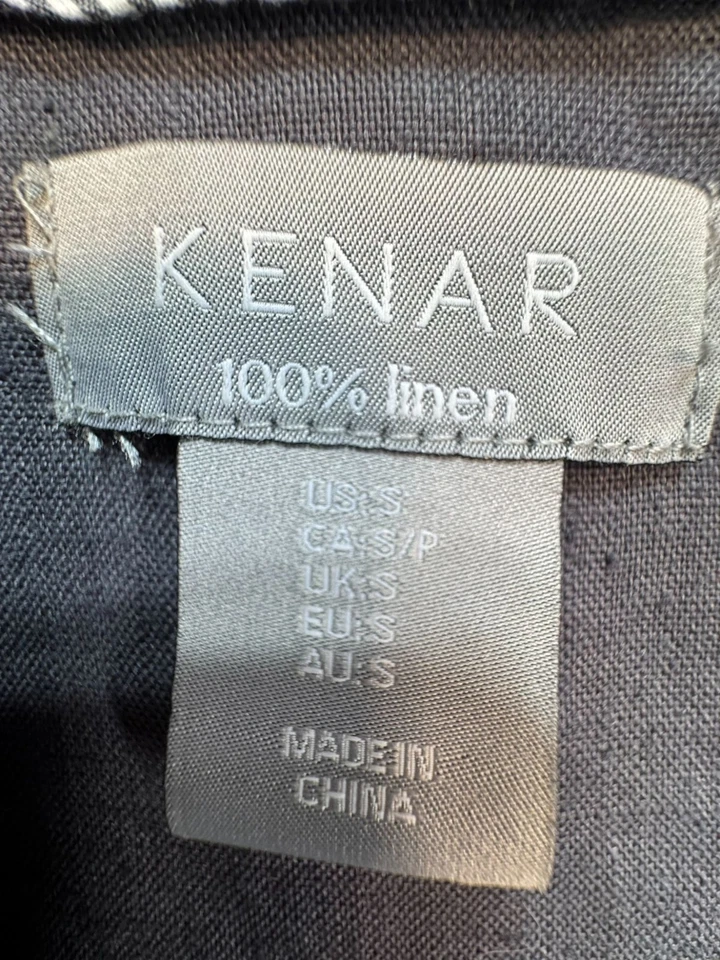 KENAR
100% linen
US:S
CA:S/P
UK:S
EU:S
AU:S
MADE IN
CHINA